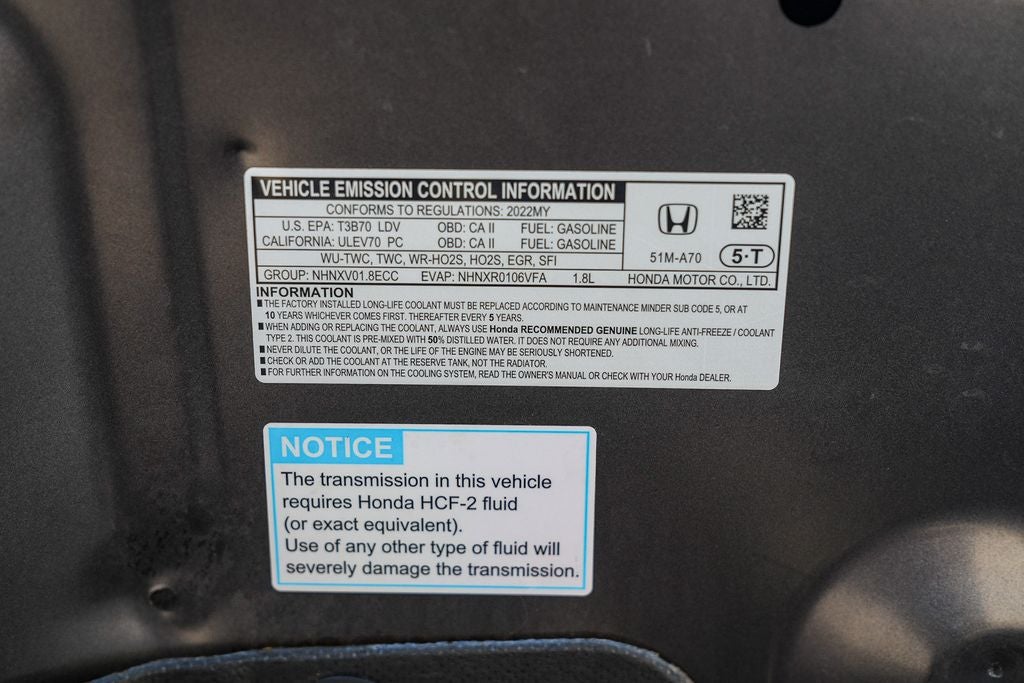 VEHICLE EMISSION CONTROL INFORMATION
CONFORMS TO REGULATIONS: 2022MY
U.S. EPA: T3B70 LDV OBD: CA II FUEL: GASOLINE
CALIFORNIA: ULEV70 PC OBD: CA II FUEL: GASOLINE
WU-TWC, TWC, WR-HO2S, HO2S, EGR, SFI
51M-A70 5·T
GROUP: NHNXV01.8ECC EVAP: NHNXR0106VFA 1.8L HONDA MOTOR CO., LTD.
INFORMATION
■ THE FACTORY INSTALLED LONG-LIFE COOLANT MUST BE REPLACED ACCORDING TO MAINTENANCE MINDER SUB CODE 5, OR AT
10 YEARS WHICHEVER COMES FIRST. THEREAFTER EVERY 5 YEARS.
■ WHEN ADDING OR REPLACING THE COOLANT, ALWAYS USE Honda RECOMMENDED GENUINE LONG-LIFE ANTI-FREEZE / COOLANT
TYPE 2. THIS COOLANT IS PRE-MIXED WITH 50% DISTILLED WATER. IT DOES NOT REQUIRE ANY ADDITIONAL MIXING.
■ NEVER DILUTE THE COOLANT, OR THE LIFE OF THE ENGINE MAY BE SERIOUSLY SHORTENED.
■ CHECK OR ADD THE COOLANT AT THE RESERVE TANK, NOT THE RADIATOR.
■ FOR FURTHER INFORMATION ON THE COOLING SYSTEM, READ THE OWNER'S MANUAL OR CHECK WITH YOUR Honda DEALER.
NOTICE
The transmission in this vehicle
requires Honda HCF-2 fluid
(or exact equivalent).
Use of any other type of fluid will
severely damage the transmission.